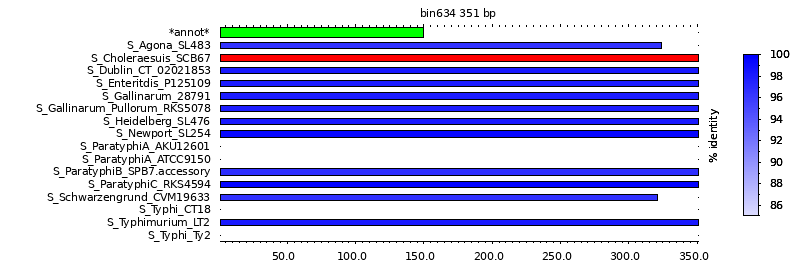 bin634 351 bp
*annot*
S_Agona_SL483
S_Choleraesuis_SCB67
S_Dublin_CT_02021853
S_Enteritdis_P125109
S_Gallinarum_28791
S_Gallinarum_Pullorum_RKS5078
S_Heidelberg_SL476
S_Newport_SL254
S_ParatyphiA_AKU12601
S_ParatyphiA_ATCC9150
S_ParatyphiB_SPB7.accessory
S_ParatyphiC_RKS4594
S_Schwarzengrund_CVM19633
S_Typhi_CT18
S_Typhimurium_LT2
S_Typhi_Ty2
50.0 100.0 150.0 200.0 250.0 300.0 350.0
% identity
100
98
96
94
92
90
88
86